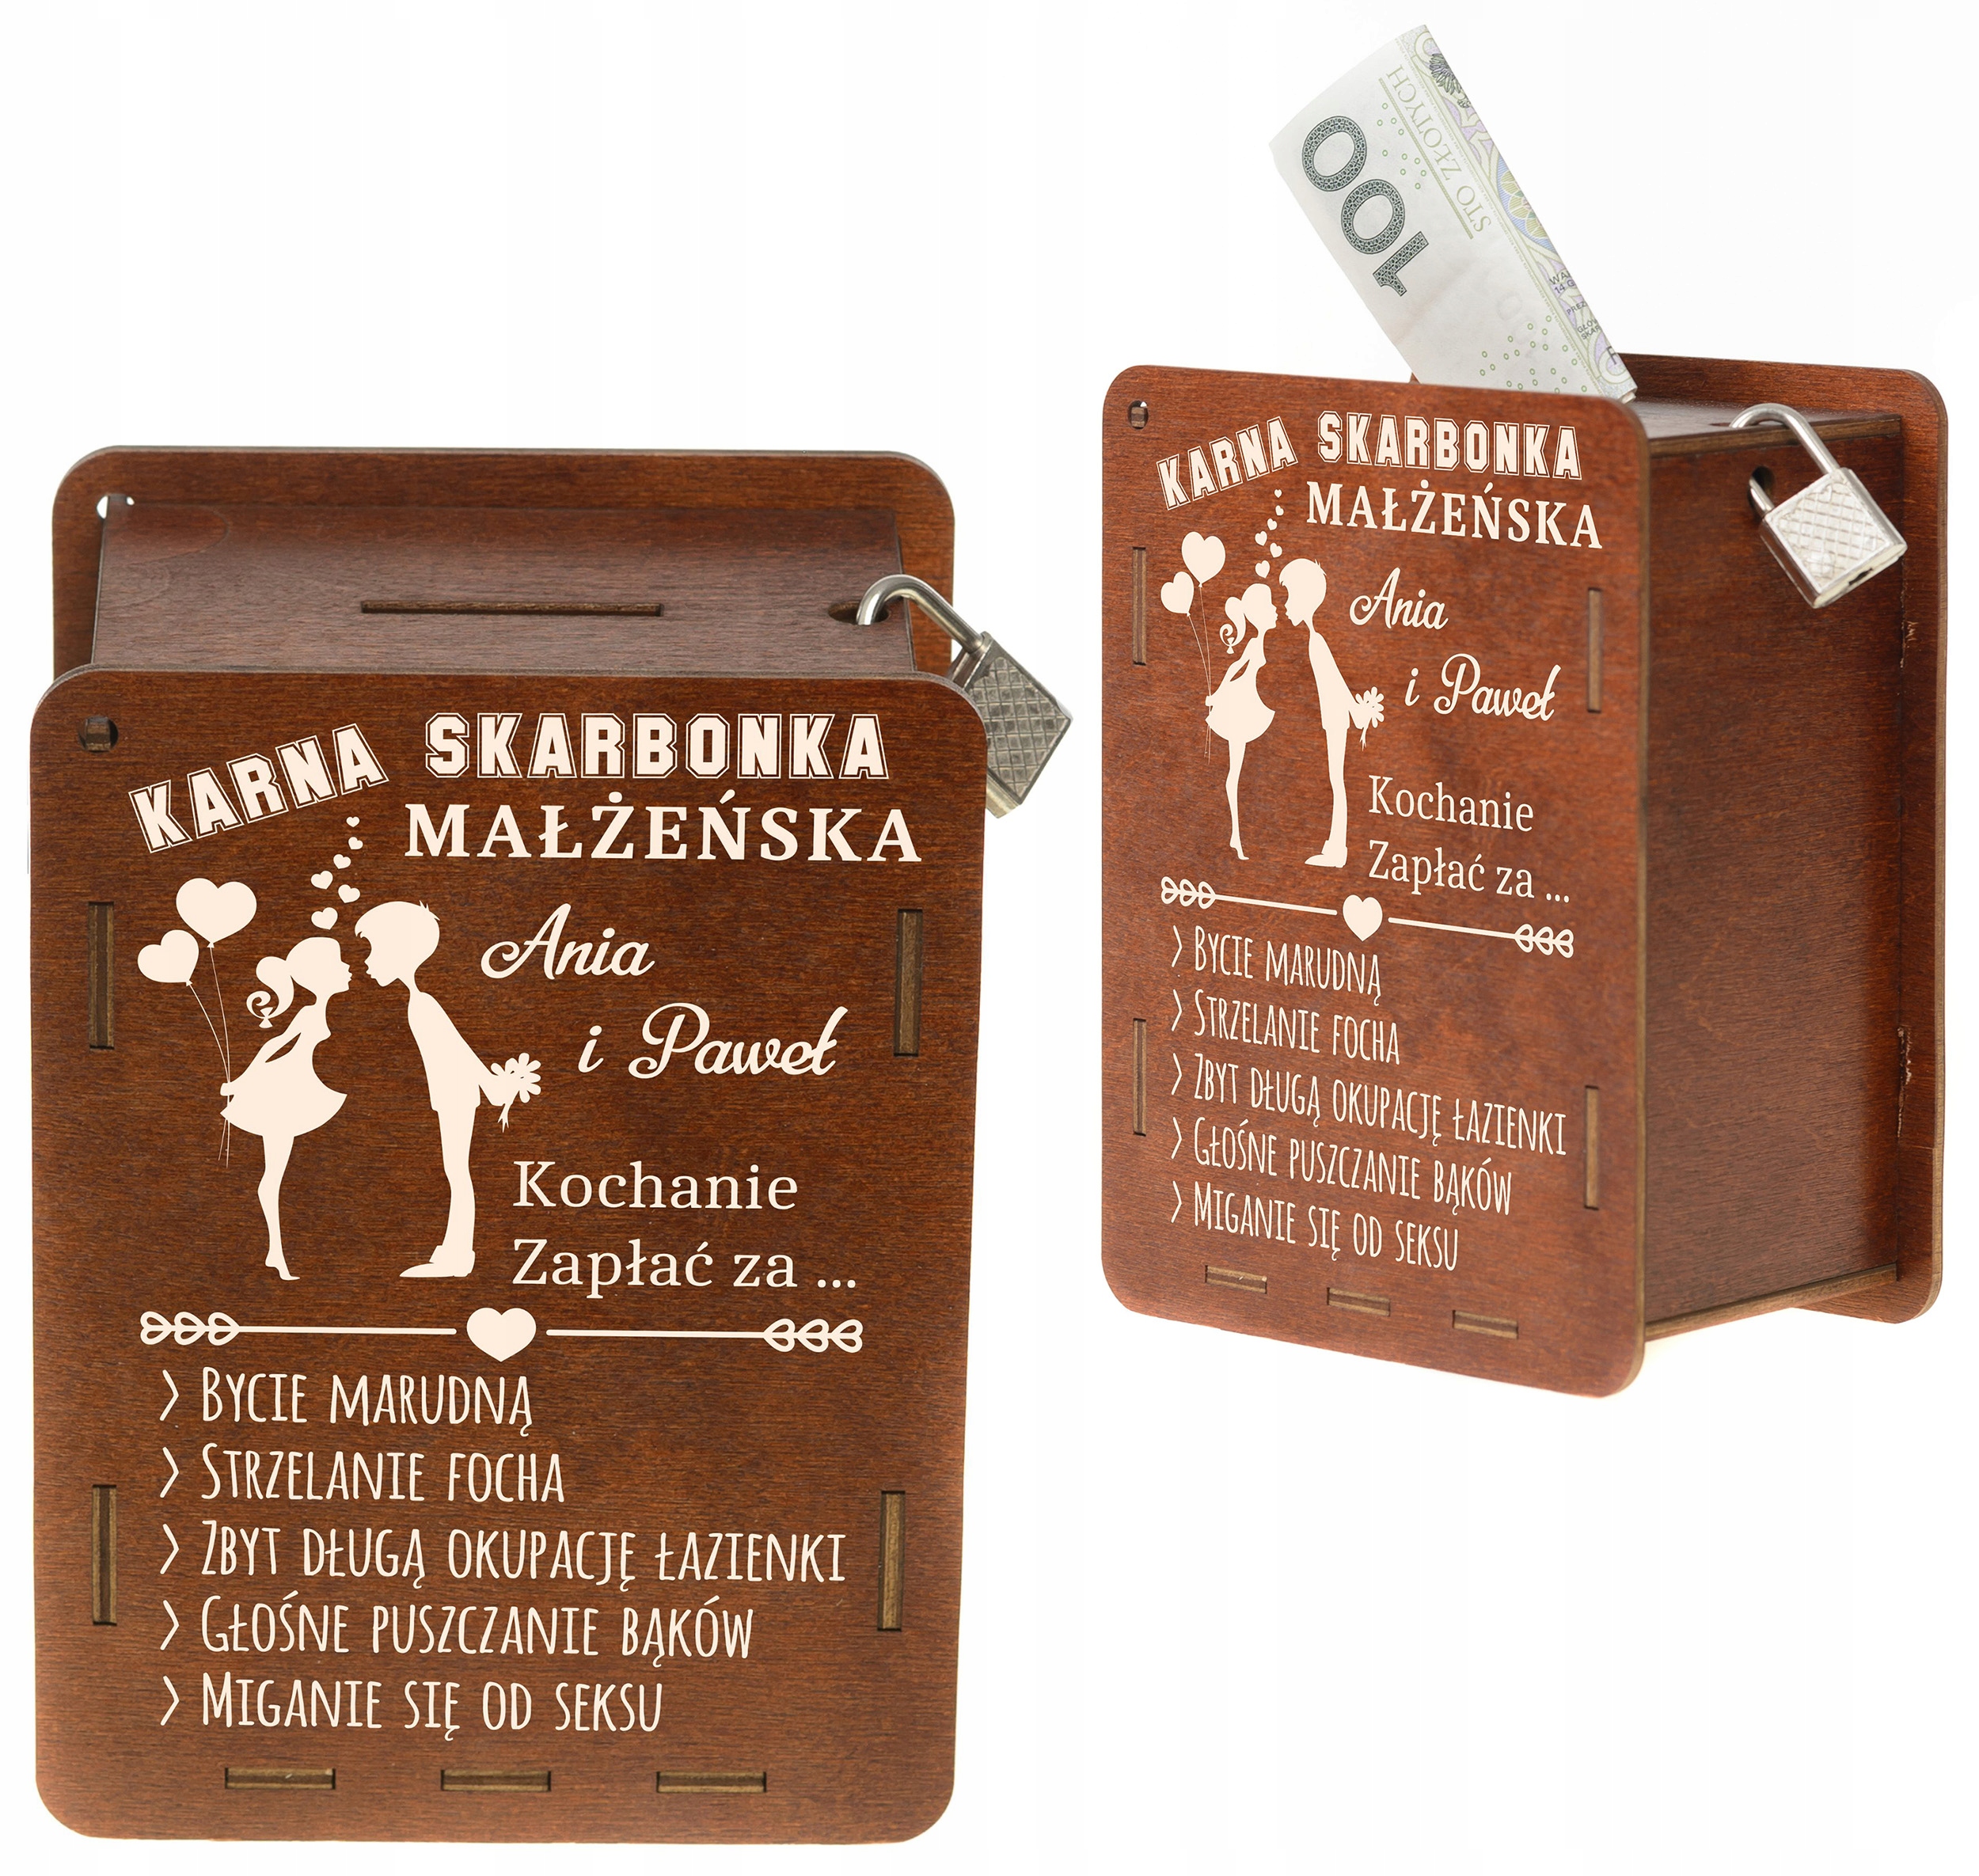 KARNA SKARBONKA
MAŁŻEŃSKA
Ania
i Paweł
Kochanie
Zapłać za ...
> BYCIE MARUDNĄ
> STRZELANIE FOCHA
> ZBYT DŁUGĄ OKUPACJĘ ŁAZIENKI
> GŁOŚNE PUSZCZANIE BĄKÓW
> MIGANIE SIĘ OD SEKSU
100
STO ZŁOTYCH
KARNA SKARBONKA
MAŁŻEŃSKA
Ania
i Paweł
Kochanie
Zapłać za ...
> BYCIE MARUDNĄ
> STRZELANIE FOCHA
> ZBYT DŁUGĄ OKUPACJĘ ŁAZIENKI
> GŁOŚNE PUSZCZANIE BĄKÓW
> MIGANIE SIĘ OD SEKSU